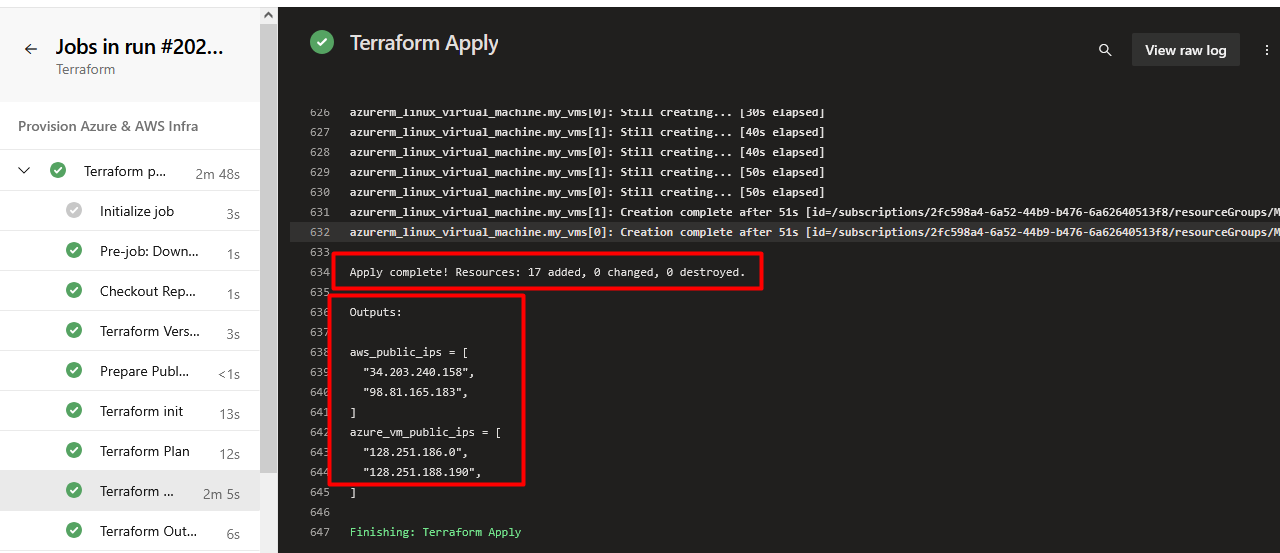 Jobs in run #202...
Terraform
Provision Azure & AWS Infra
Terraform p... 2m 48s
Initialize job 3s
Pre-job: Down... 1s
Checkout Rep... 1s
Terraform Vers... 3s
Prepare Publ... <1s
Terraform init 13s
Terraform Plan 12s
Terraform ... 2m 5s
Terraform Out... 6s
Terraform Apply
View raw log
626 azurerm_linux_virtual_machine.my_vms[0]: Still creating... [30s elapsed]
627 azurerm_linux_virtual_machine.my_vms[1]: Still creating... [40s elapsed]
628 azurerm_linux_virtual_machine.my_vms[0]: Still creating... [40s elapsed]
629 azurerm_linux_virtual_machine.my_vms[1]: Still creating... [50s elapsed]
630 azurerm_linux_virtual_machine.my_vms[0]: Still creating... [50s elapsed]
631 azurerm_linux_virtual_machine.my_vms[1]: Creation complete after 51s [id=/subscriptions/2fc598a4-6a52-44b9-b476-6a62640513f8/resourceGroups/M
632 azurerm_linux_virtual_machine.my_vms[0]: Creation complete after 51s [id=/subscriptions/2fc598a4-6a52-44b9-b476-6a62640513f8/resourceGroups/M
633
634 Apply complete! Resources: 17 added, 0 changed, 0 destroyed.
635
636 Outputs:
637
638 aws_public_ips = [
639 "34.203.240.158",
640 "98.81.165.183",
641 ]
642 azure_vm_public_ips = [
643 "128.251.186.0",
644 "128.251.188.190",
645 ]
646
647 Finishing: Terraform Apply